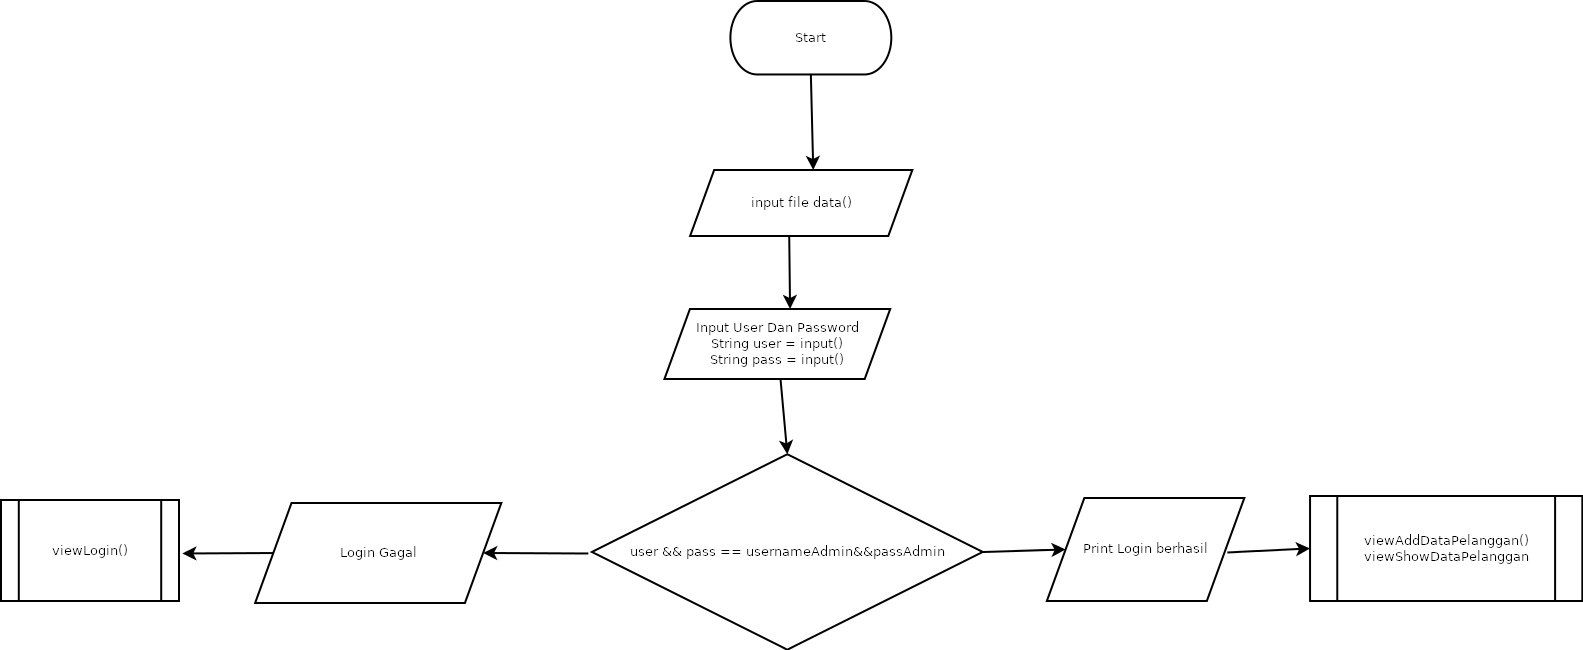 Start
input file data()
Input User Dan Password
String user = input()
String pass = input()
viewLogin()
Login Gagal
user && pass == usernameAdmin&&passAdmin
Print Login berhasil
viewAddDataPelanggan()
viewShowDataPelanggan